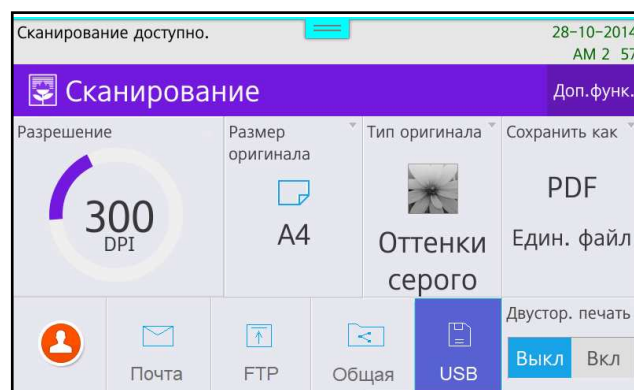 Сканирование доступно.
28-10-2014
AM 2 57
Сканирование
Доп.функ.
Разрешение
300
DPI
Размер
оригинала
A4
Тип оригинала
Оттенки
серого
Сохранить как
PDF
Един. файл
Почта
FTP
Общая
USB
Двустор. печать
Выкл
Вкл